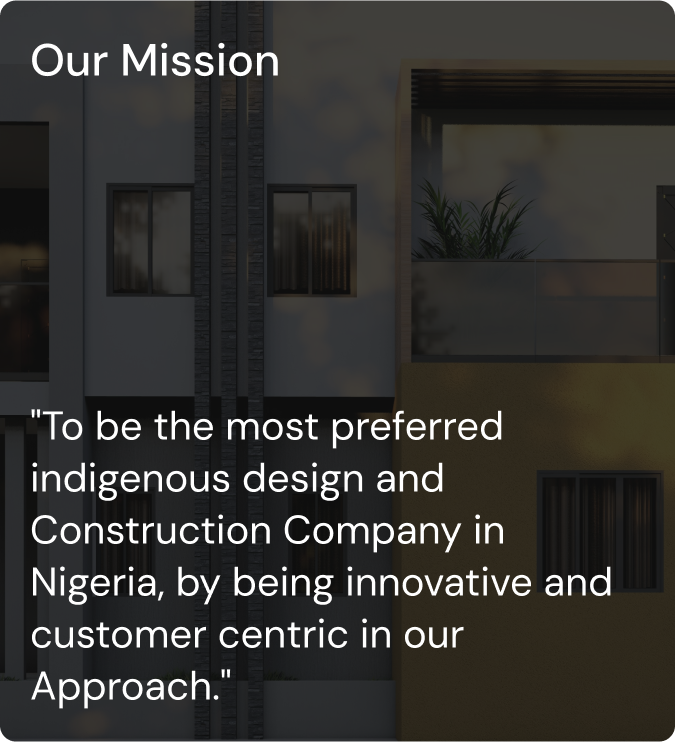 Our Mission
"To be the most preferred
indigenous design and
Construction Company in
Nigeria, by being innovative and
customer centric in our
Approach."